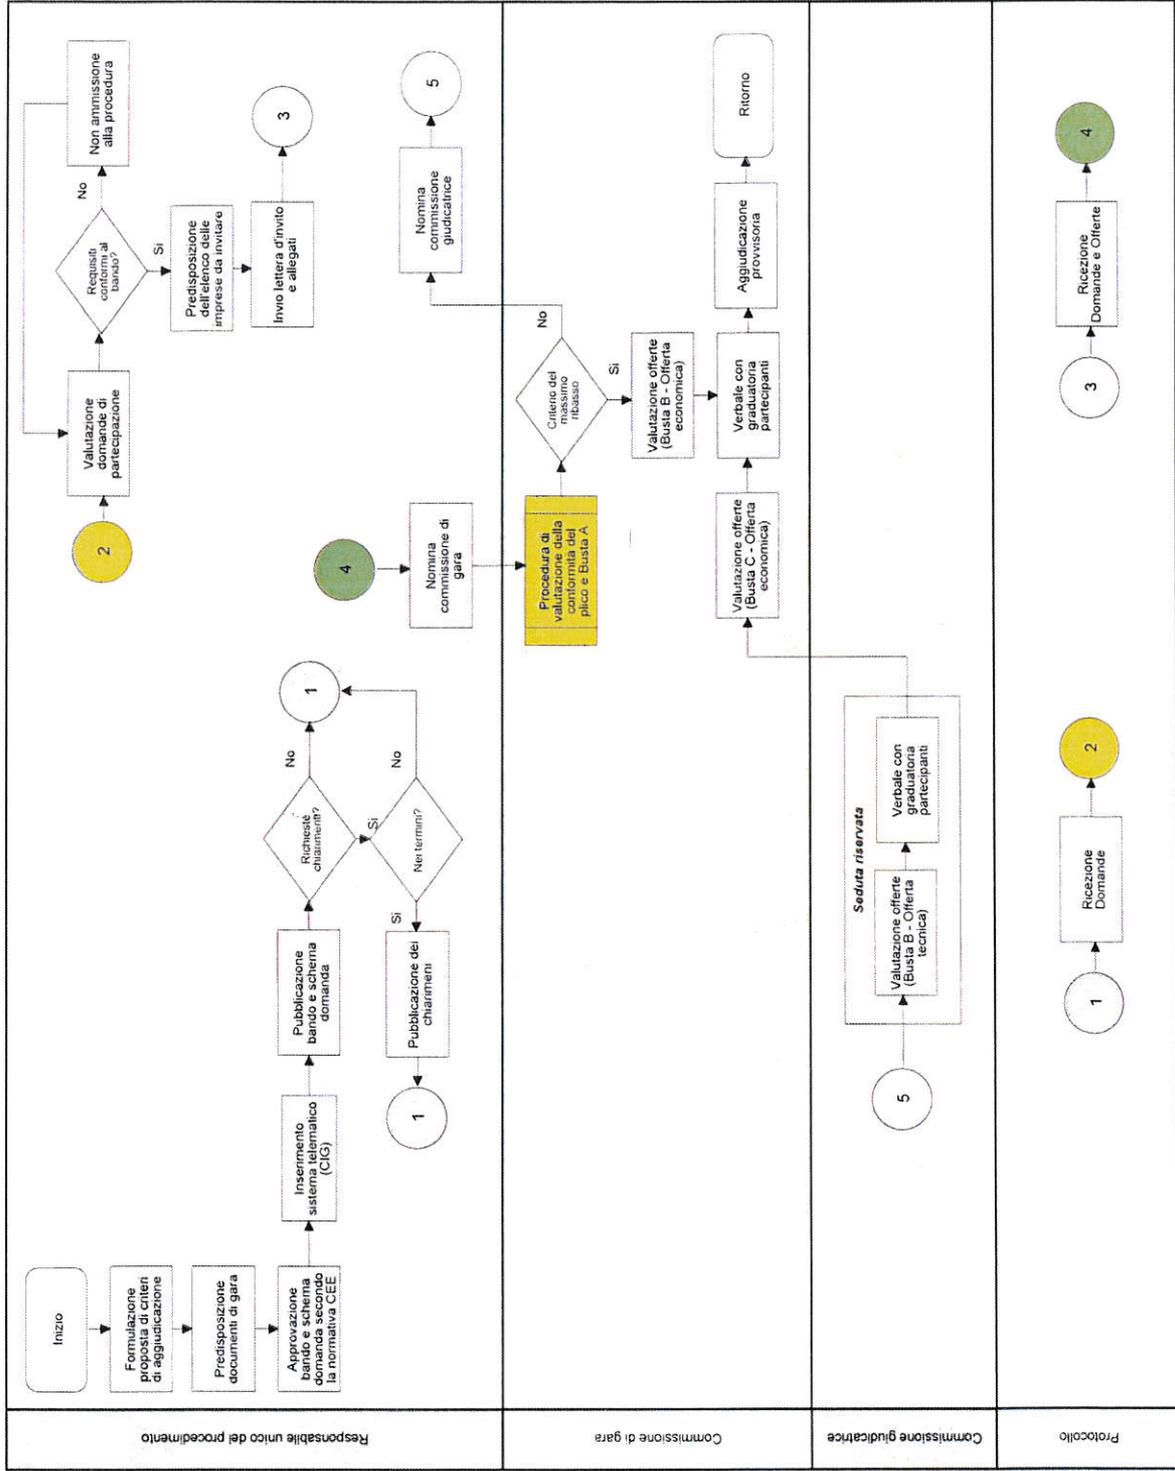 Responsabile unico del procedimento
Inizio
Formulazione
proposta di criteri
di aggiudicazione
Predisposizione
documenti di gara
Approvazione
bando e schema
domanda secondo
la normativa CEE
Inserimento
sistema telematico
(CIG)
Pubblicazione
bando e schema
domanda
Richieste
chiarimenti?
No
1
Si
Nei termini?
No
Si
Pubblicazione dei
chiarimeni
1
2
Valutazione
domande di
partecipazione
Requisiti
conformi al
bando?
No
Non ammissione
alla procedura
Si
Predisposizione
dell'elenco delle
imprese da invitare
Invio lettera d'invito
e allegati
3
4
Nomina
commissione di
gara
Nomina
commissione
giudicatrice
5
Commissione di gara
Procedura di
valutazione della
conformita del
plico e Busta A
Criterio del
massimo
ribasso
No
Si
Valutazione offerte
(Busta B - Offerta
economica)
Valutazione offerte
(Busta C - Offerta
economica)
Verbale con
graduatoria
partecipanti
Aggiudicazione
provvisoria
Ritorno
Commissione giudicatrice
5
Seduta riservata
Valutazione offerte
(Busta B - Offerta
tecnica)
Verbale con
graduatoria
partecipanti
Protocollo
1
Ricezione
Domande
2
3
Ricezione
Domande e Offerte
4